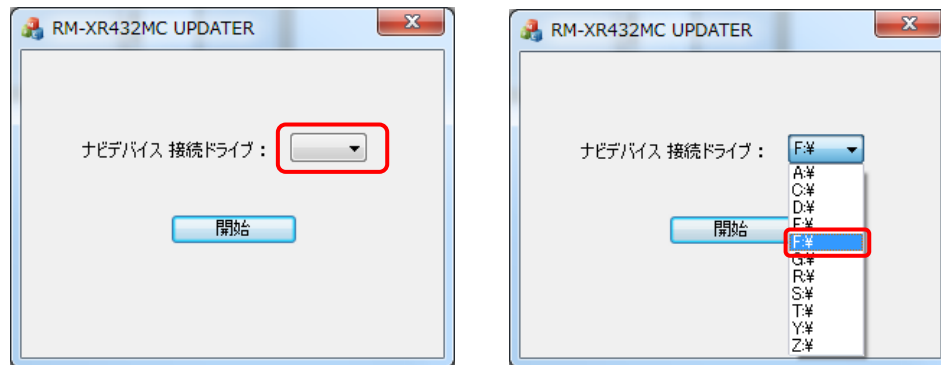 RM-XR432MC UPDATER
ナビデバイス 接続ドライブ：
開始
RM-XR432MC UPDATER
ナビデバイス 接続ドライブ： F:¥
開始
A:¥
C:¥
D:¥
E:¥
F:¥
G:¥
R:¥
S:¥
T:¥
Y:¥
Z:¥